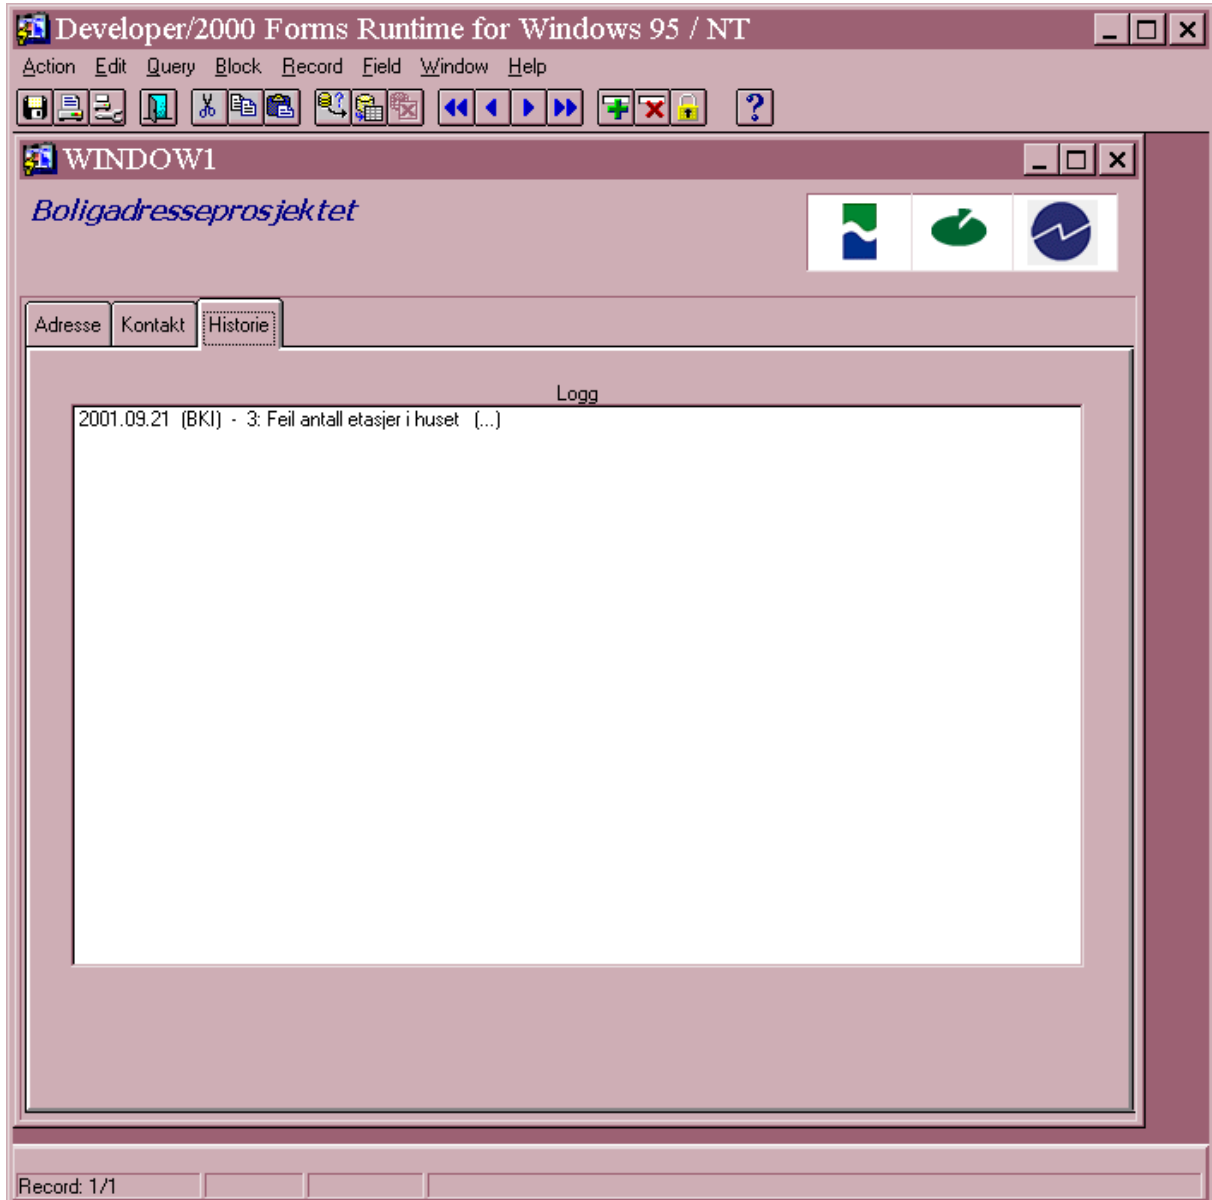 Developer/2000 Forms Runtime for Windows 95 / NT
Action Edit Query Block Record Field Window Help
WINDOW1
Boligadresseprosjektet
Adresse Kontakt Historie
Logg
2001.09.21 (BKI) - 3: Feil antall etasjer i huset (...)
Record: 1/1